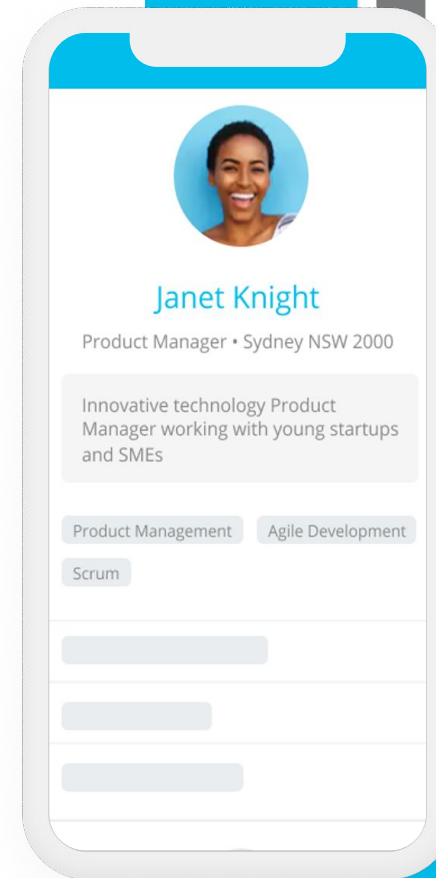 Janet Knight
Product Manager • Sydney NSW 2000
Innovative technology Product
Manager working with young startups
and SMEs
Product Management Agile Development
Scrum